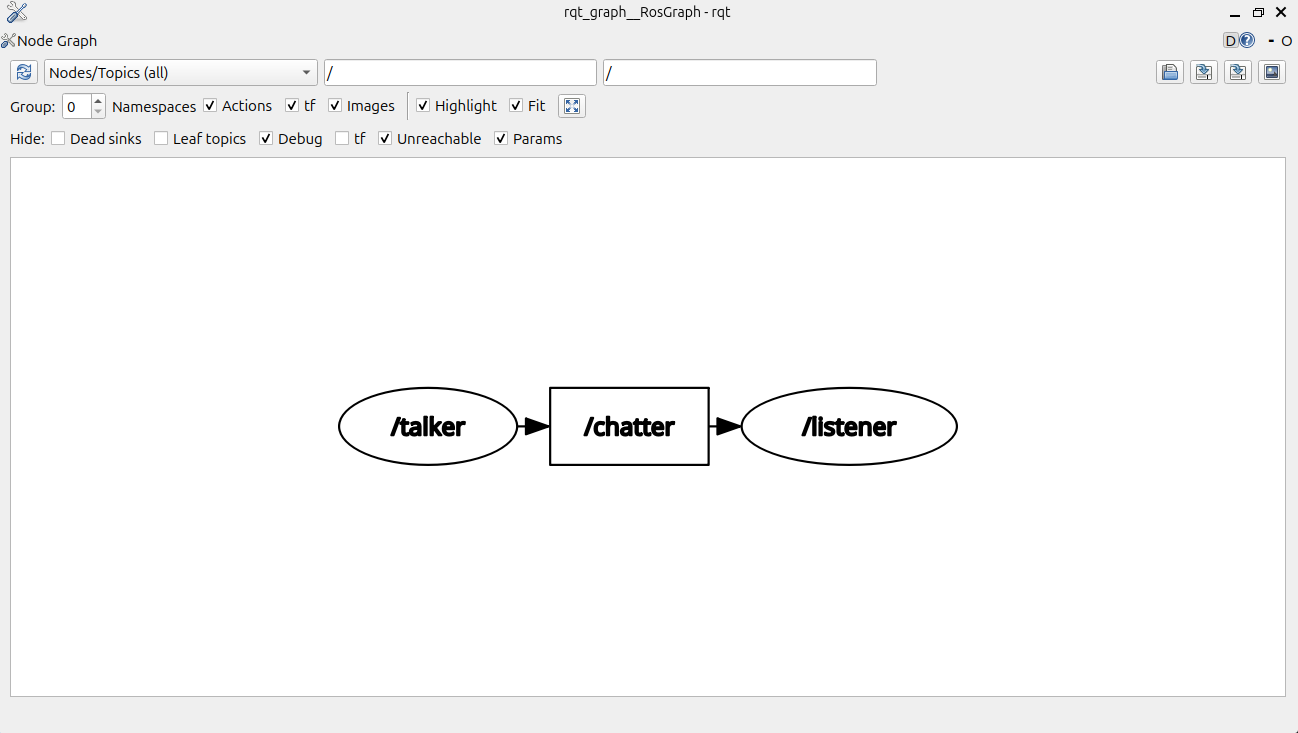 rqt_graph__RosGraph - rqt
Node Graph D ? - O
Nodes/Topics (all) / /
Group: 0 Namespaces Actions tf Images Highlight Fit
Hide: Dead sinks Leaf topics Debug tf Unreachable Params
/talker /chatter /listener